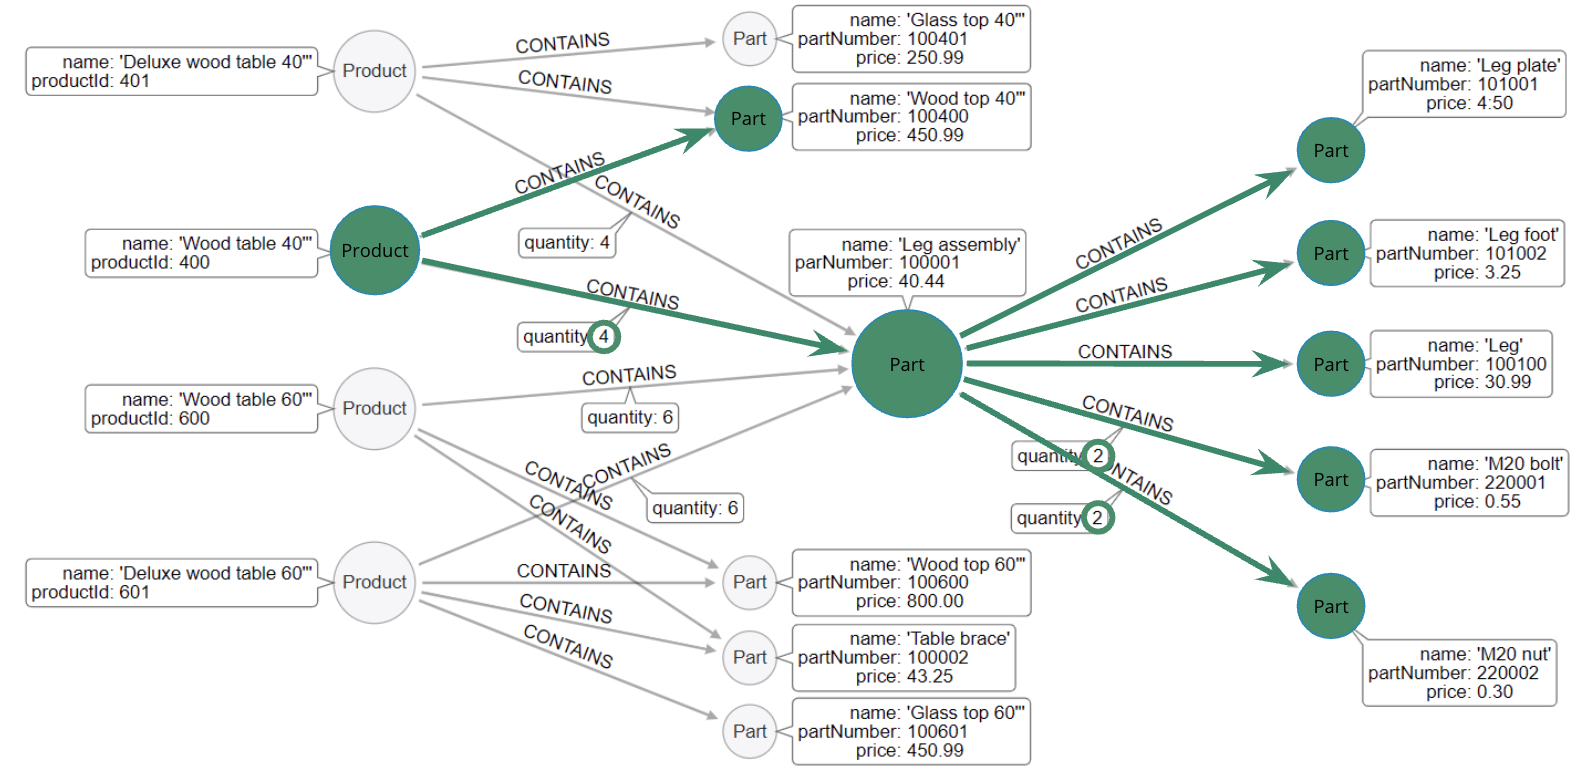 name: 'Deluxe wood table 40"'
productId: 401
Product
CONTAINS
CONTAINS
Part
name: 'Glass top 40"'
partNumber: 100401
price: 250.99
Part
name: 'Wood top 40"'
partNumber: 100400
price: 450.99
CONTAINS
CONTAINS
quantity: 4
name: 'Wood table 40"'
productId: 400
Product
CONTAINS
quantity 4
name: 'Leg assembly'
parNumber: 100001
price: 40.44
Part
name: 'Wood table 60"'
productId: 600
Product
CONTAINS
quantity: 6
CONTAINS
CONTAINS
CONTAINS
quantity: 6
name: 'Deluxe wood table 60"'
productId: 601
Product
CONTAINS
CONTAINS
CONTAINS
Part
name: 'Wood top 60"'
partNumber: 100600
price: 800.00
Part
name: 'Table brace'
partNumber: 100002
price: 43.25
Part
name: 'Glass top 60"'
partNumber: 100601
price: 450.99
CONTAINS
CONTAINS
CONTAINS
CONTAINS
quantity 2
NTAINS
quantity 2
name: 'Leg plate'
partNumber: 101001
price: 4:50
Part
Part
name: 'Leg foot'
partNumber: 101002
price: 3.25
Part
name: 'Leg'
partNumber: 100100
price: 30.99
Part
name: 'M20 bolt'
partNumber: 220001
price: 0.55
Part
name: 'M20 nut'
partNumber: 220002
price: 0.30